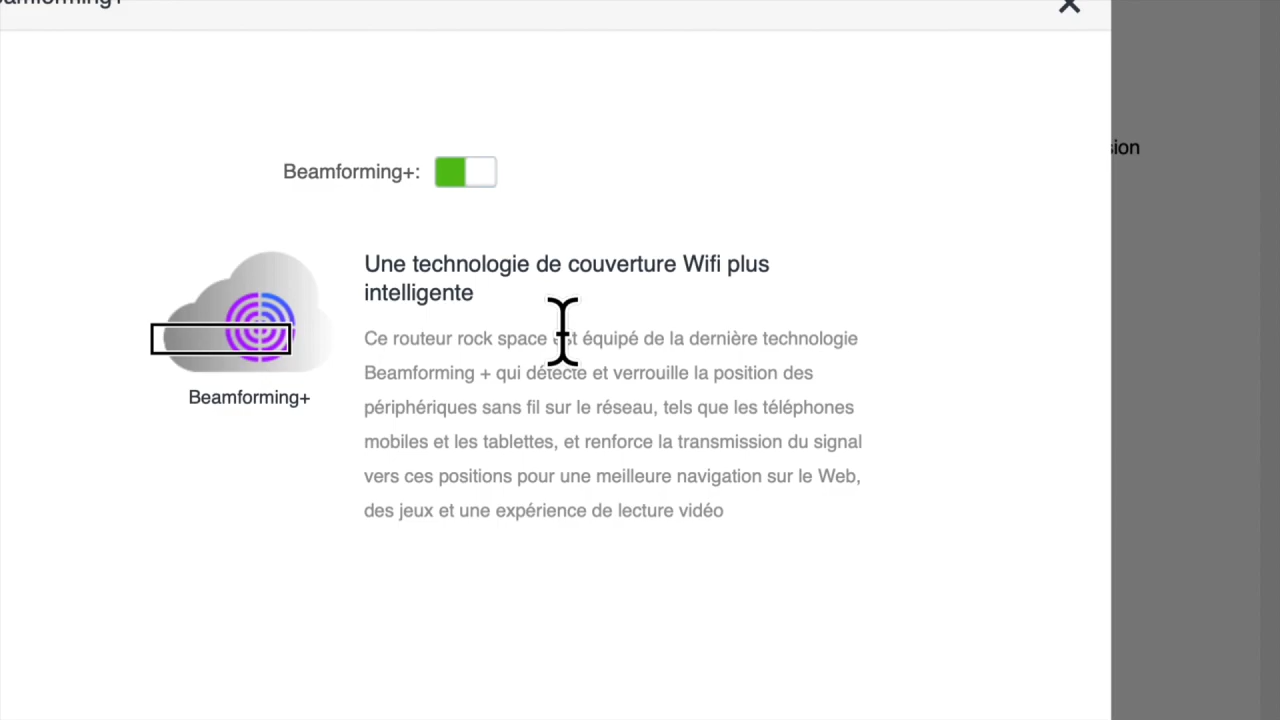 Beamforming+:
Une technologie de couverture Wifi plus
intelligente
Ce routeur rock space équipé de la dernière technologie
Beamforming + qui détecte et verrouille la position des
périphériques sans fil sur le réseau, tels que les téléphones
mobiles et les tablettes, et renforce la transmission du signal
vers ces positions pour une meilleure navigation sur le Web,
des jeux et une expérience de lecture vidéo
Beamforming+